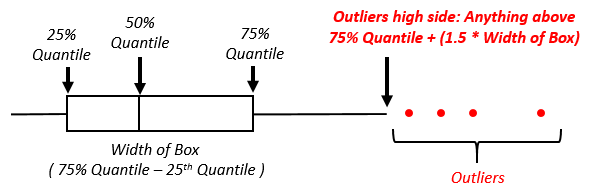 25%
Quantile
50%
Quantile
75%
Quantile
Outliers high side: Anything above
75% Quantile + (1.5 * Width of Box)
Width of Box
( 75% Quantile – 25th Quantile )
Outliers